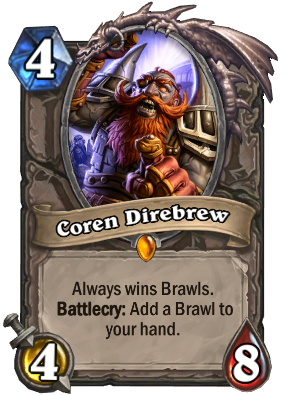 4
Coren Direbrew
Always wins Brawls.
Battlecry: Add a Brawl to
your hand.
4
8